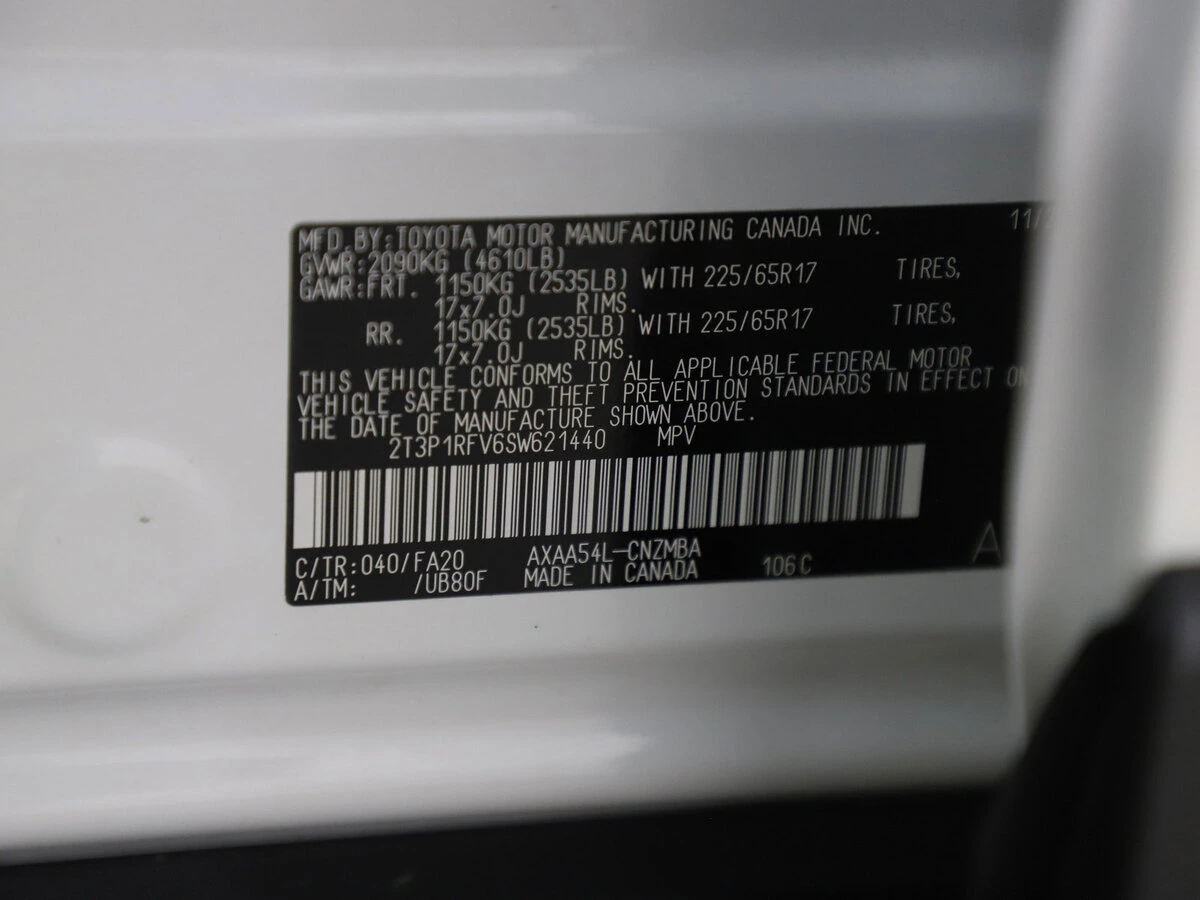 MFD.BY:TOYOTA MOTOR MANUFACTURING CANADA INC. 11/
GVWR:2090KG (4610LB)
GAWR:FRT. 1150KG (2535LB) WITH 225/65R17 TIRES,
17x7.0J RIMS.
RR. 1150KG (2535LB) WITH 225/65R17 TIRES,
17x7.0J RIMS.
THIS VEHICLE CONFORMS TO ALL APPLICABLE FEDERAL MOTOR
VEHICLE SAFETY AND THEFT PREVENTION STANDARDS IN EFFECT ON
THE DATE OF MANUFACTURE SHOWN ABOVE.
2T3P1RFV6SW621440 MPV
C/TR:040/FA20 AXAA54L-CNZMBA 106C A
A/TM: /UB80F MADE IN CANADA